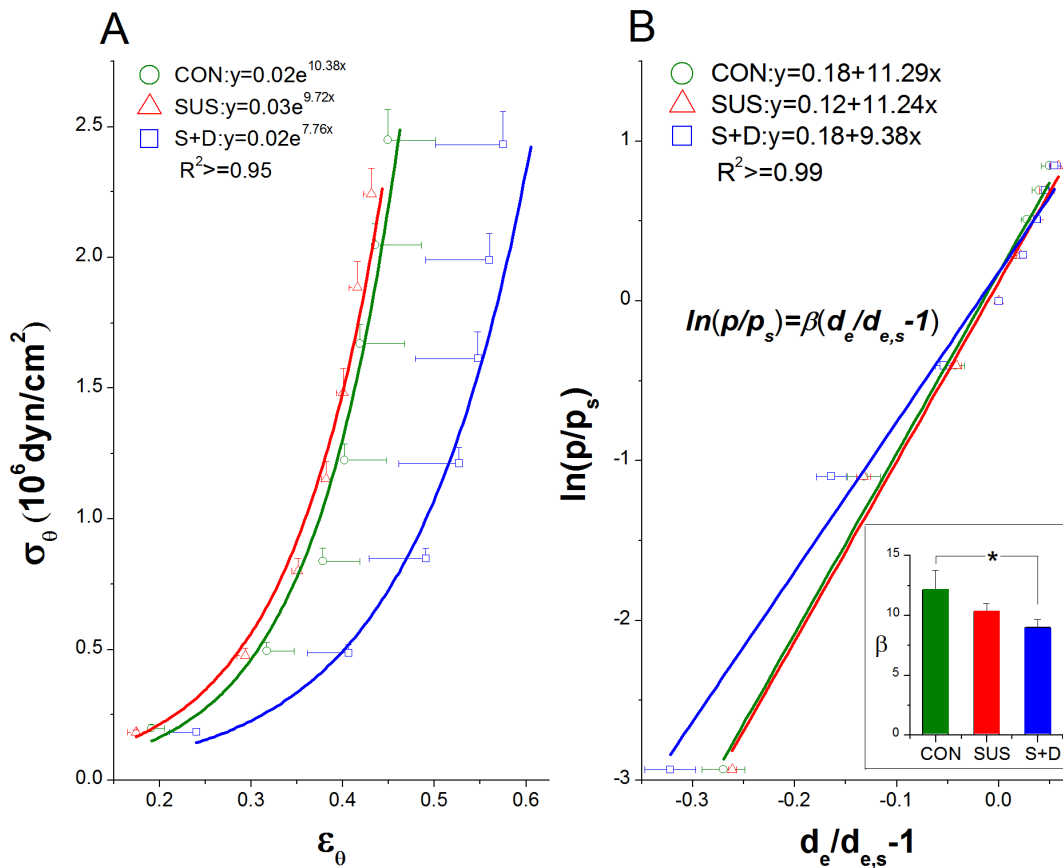 A
CON:y=0.02e^10.38x
SUS:y=0.03e^9.72x
S+D:y=0.02e^7.76x
R²>=0.95
2.5
2.0
1.5
1.0
0.5
0.0
0.2
0.3
0.4
0.5
0.6
σθ (10⁶dyn/cm²)
εθ
B
CON:y=0.18+11.29x
SUS:y=0.12+11.24x
S+D:y=0.18+9.38x
R²>=0.99
ln(p/ps)=β(de/de,s-1)
1
0
-1
-2
-3
-0.3
-0.2
-0.1
0.0
ln(p/ps)
de/de,s-1
15
10
5
0
β
*
CON
SUS
S+D